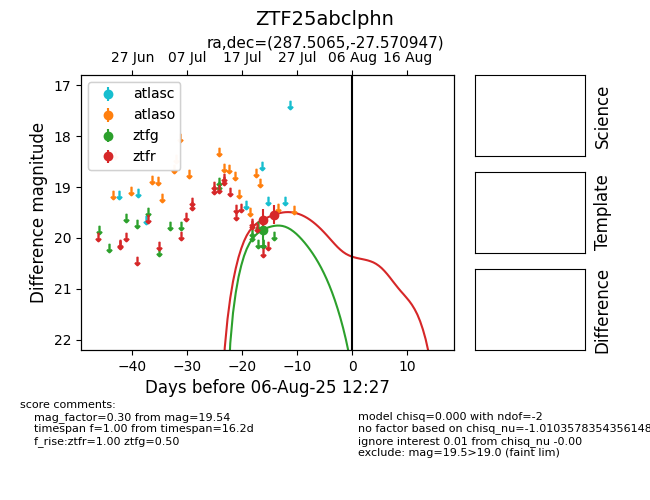 ZTF25abclphn
ra,dec=(287.5065,-27.570947)
27 Jun 07 Jul 17 Jul 27 Jul 06 Aug 16 Aug
atlasc
atlaso
ztfg
ztfr
17
18
19
20
21
22
Difference magnitude
−40 −30 −20 −10 0 10
Days before 06-Aug-25 12:27
Science
Template
Difference
score comments:
mag_factor=0.30 from mag=19.54
timespan f=1.00 from timespan=16.2d
f_rise:ztfr=1.00 ztfg=0.50
model chisq=0.000 with ndof=-2
no factor based on chisq_nu=-1.0103578354356148
ignore interest 0.01 from chisq_nu -0.00
exclude: mag=19.5>19.0 (faint lim)